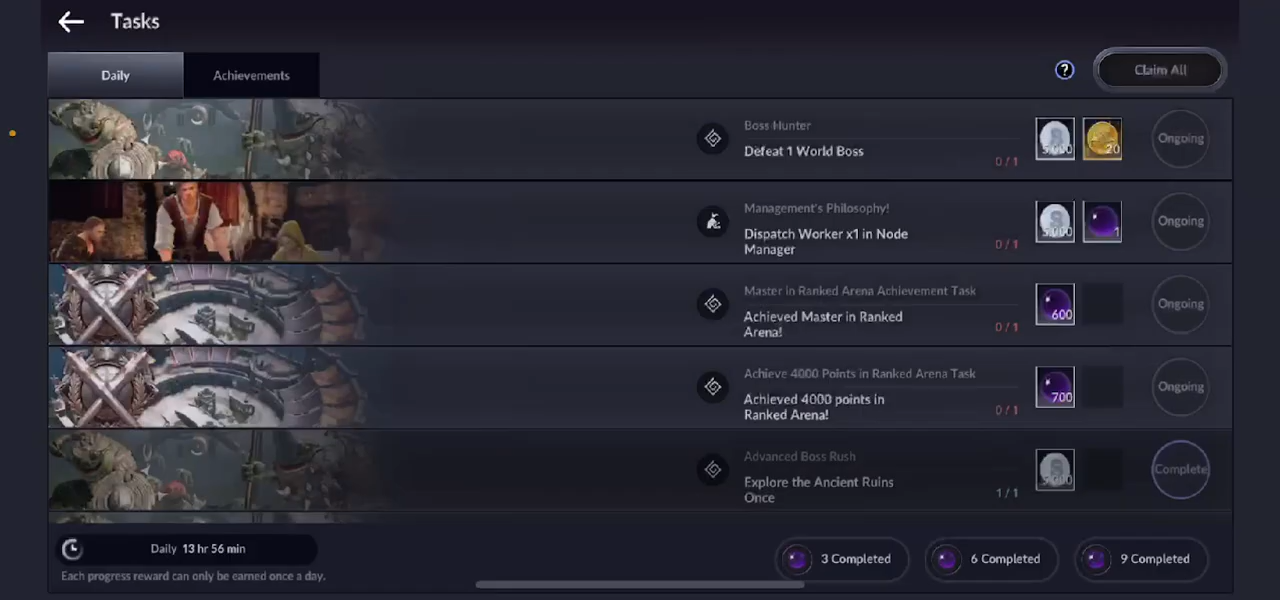 Tasks
Daily
Achievements
?
Claim All
Boss Hunter
Defeat 1 World Boss
0 / 1
5,000
20
Ongoing
Management's Philosophy!
Dispatch Worker x1 in Node
Manager
0 / 1
5,000
1
Ongoing
Master in Ranked Arena Achievement Task
Achieved Master in Ranked
Arena!
0 / 1
600
Ongoing
Achieve 4000 Points in Ranked Arena Task
Achieved 4000 points in
Ranked Arena!
0 / 1
700
Ongoing
Advanced Boss Rush
Explore the Ancient Ruins
Once
1 / 1
5,000
Complete
Daily 13 hr 56 min
Each progress reward can only be earned once a day.
3 Completed
6 Completed
9 Completed